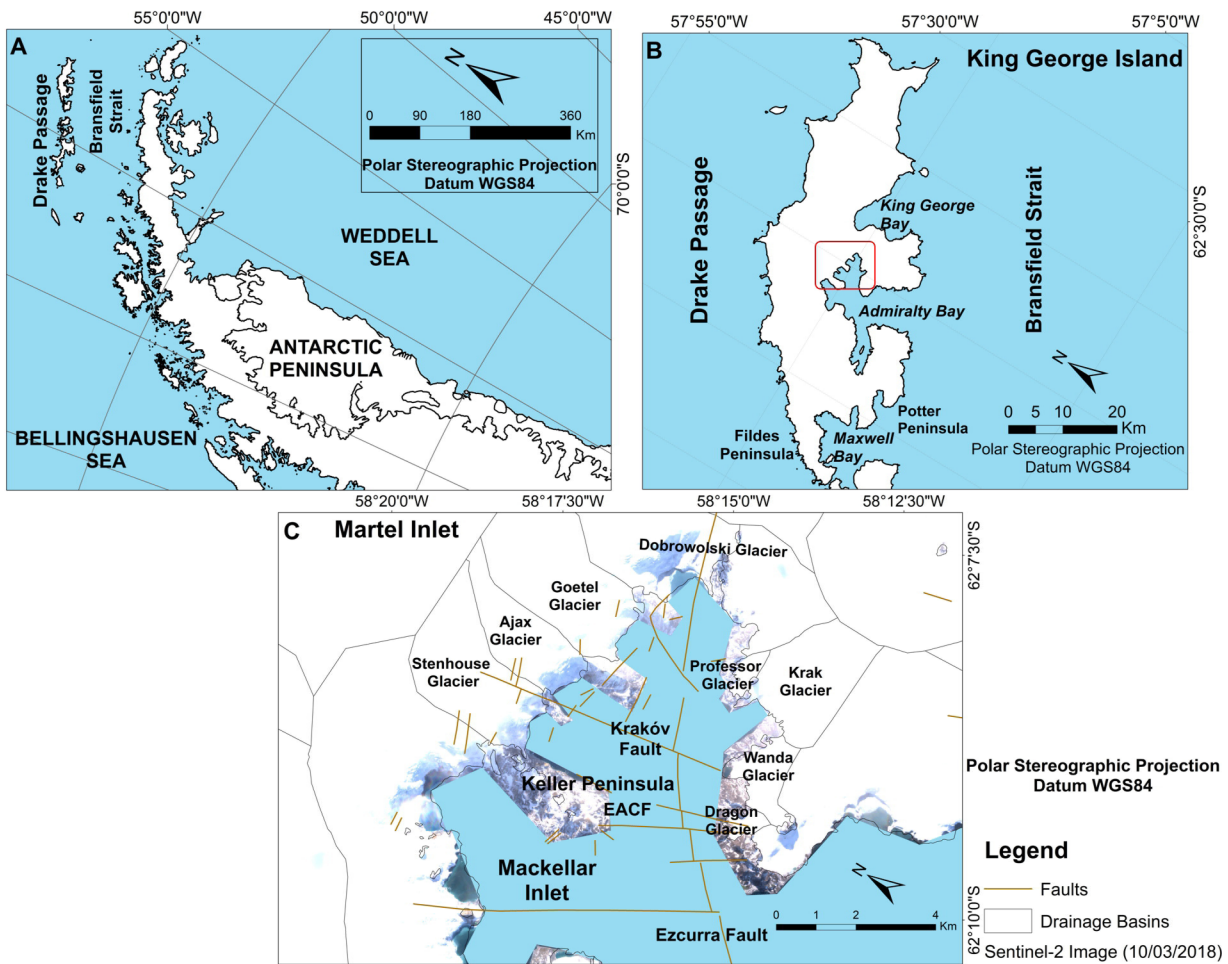 55°0'0"W
50°0'0"W
45°0'0"W
A
Drake Passage
Bransfield
Strait
N
0 90 180 360
Km
Polar Stereographic Projection
Datum WGS84
70°0'0"S
WEDDELL
SEA
ANTARCTIC
PENINSULA
BELLINGSHAUSEN
SEA
57°55'0"W
57°30'0"W
57°5'0"W
B
King George Island
Drake Passage
King George
Bay
Bransfield Strait
62°30'0"S
Admiralty Bay
N
0 5 10 20
Km
Polar Stereographic Projection
Datum WGS84
Potter
Peninsula
Fildes
Peninsula
Maxwell
Bay
58°20'0"W
58°17'30"W
58°15'0"W
58°12'30"W
C
Martel Inlet
Dobrowolski Glacier
62°7'30"S
Goetel
Glacier
Ajax
Glacier
Stenhouse
Glacier
Professor
Glacier
Krak
Glacier
Krakóv
Fault
Wanda
Glacier
Keller Peninsula
EACF
Dragon
Glacier
Mackellar
Inlet
N
0 1 2 4
Km
Ezcurra Fault
62°10'0"S
Polar Stereographic Projection
Datum WGS84
Legend
Faults
Drainage Basins
Sentinel-2 Image (10/03/2018)